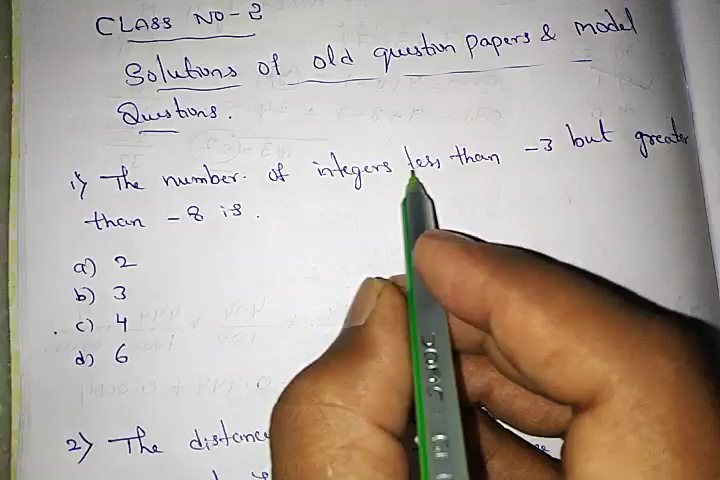 CLASS NO-2
Solutions of old question papers & model
Questions.
1) The number. of integers less than -3 but greater
than -8 is.
a) 2
b) 3
c) 4
d) 6
2) The distance